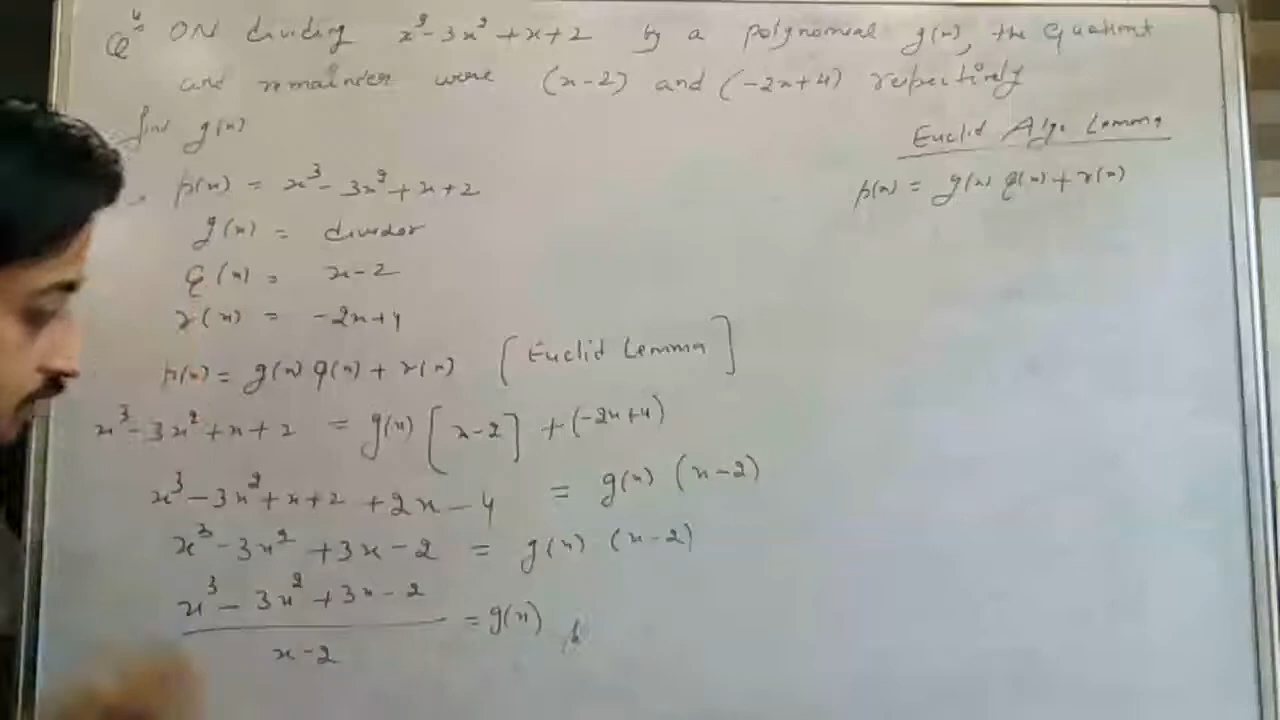 Q4 ON dividing x³-3x²+x+2 by a polynomial g(x), the Quotient
and remainder were (x-2) and (-2x+4) respectively
find g(x)
Euclid Algo Lemma
p(x) = g(x) q(x) + r(x)
p(x) = x³ - 3x² + x + 2
g(x) = divider
q(x) = x-2
r(x) = -2x+4
p(x) = g(x) q(x) + r(x) [Euclid Lemma]
x³ - 3x² + x + 2 = g(x) [x-2] + (-2x+4)
x³ - 3x² + x + 2 + 2x - 4 = g(x) (x-2)
x³ - 3x² + 3x - 2 = g(x) (x-2)
x³ - 3x² + 3x - 2
= g(x)
x-2